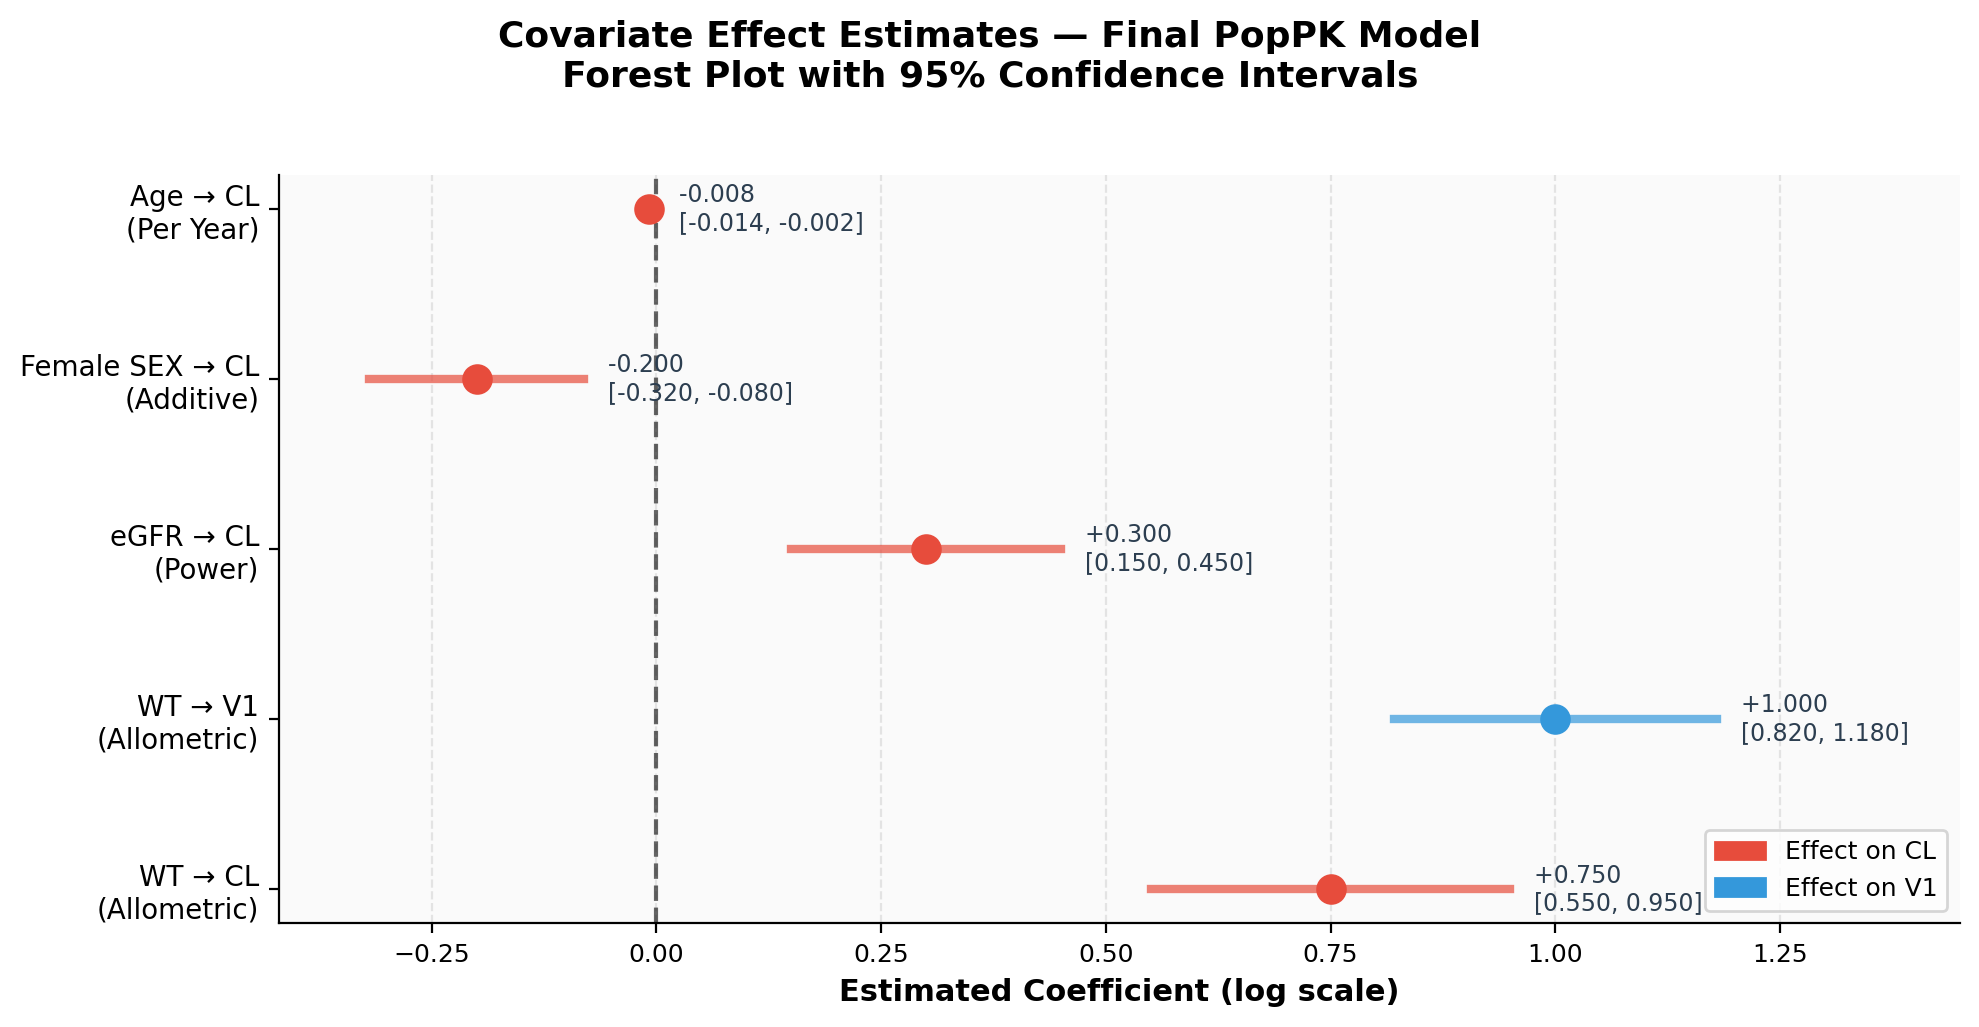 Covariate Effect Estimates — Final PopPK Model
Forest Plot with 95% Confidence Intervals
Age → CL
(Per Year)
-0.008
[-0.014, -0.002]
Female SEX → CL
(Additive)
-0.200
[-0.320, -0.080]
eGFR → CL
(Power)
+0.300
[0.150, 0.450]
WT → V1
(Allometric)
+1.000
[0.820, 1.180]
WT → CL
(Allometric)
+0.750
[0.550, 0.950]
Effect on CL
Effect on V1
−0.25 0.00 0.25 0.50 0.75 1.00 1.25
Estimated Coefficient (log scale)